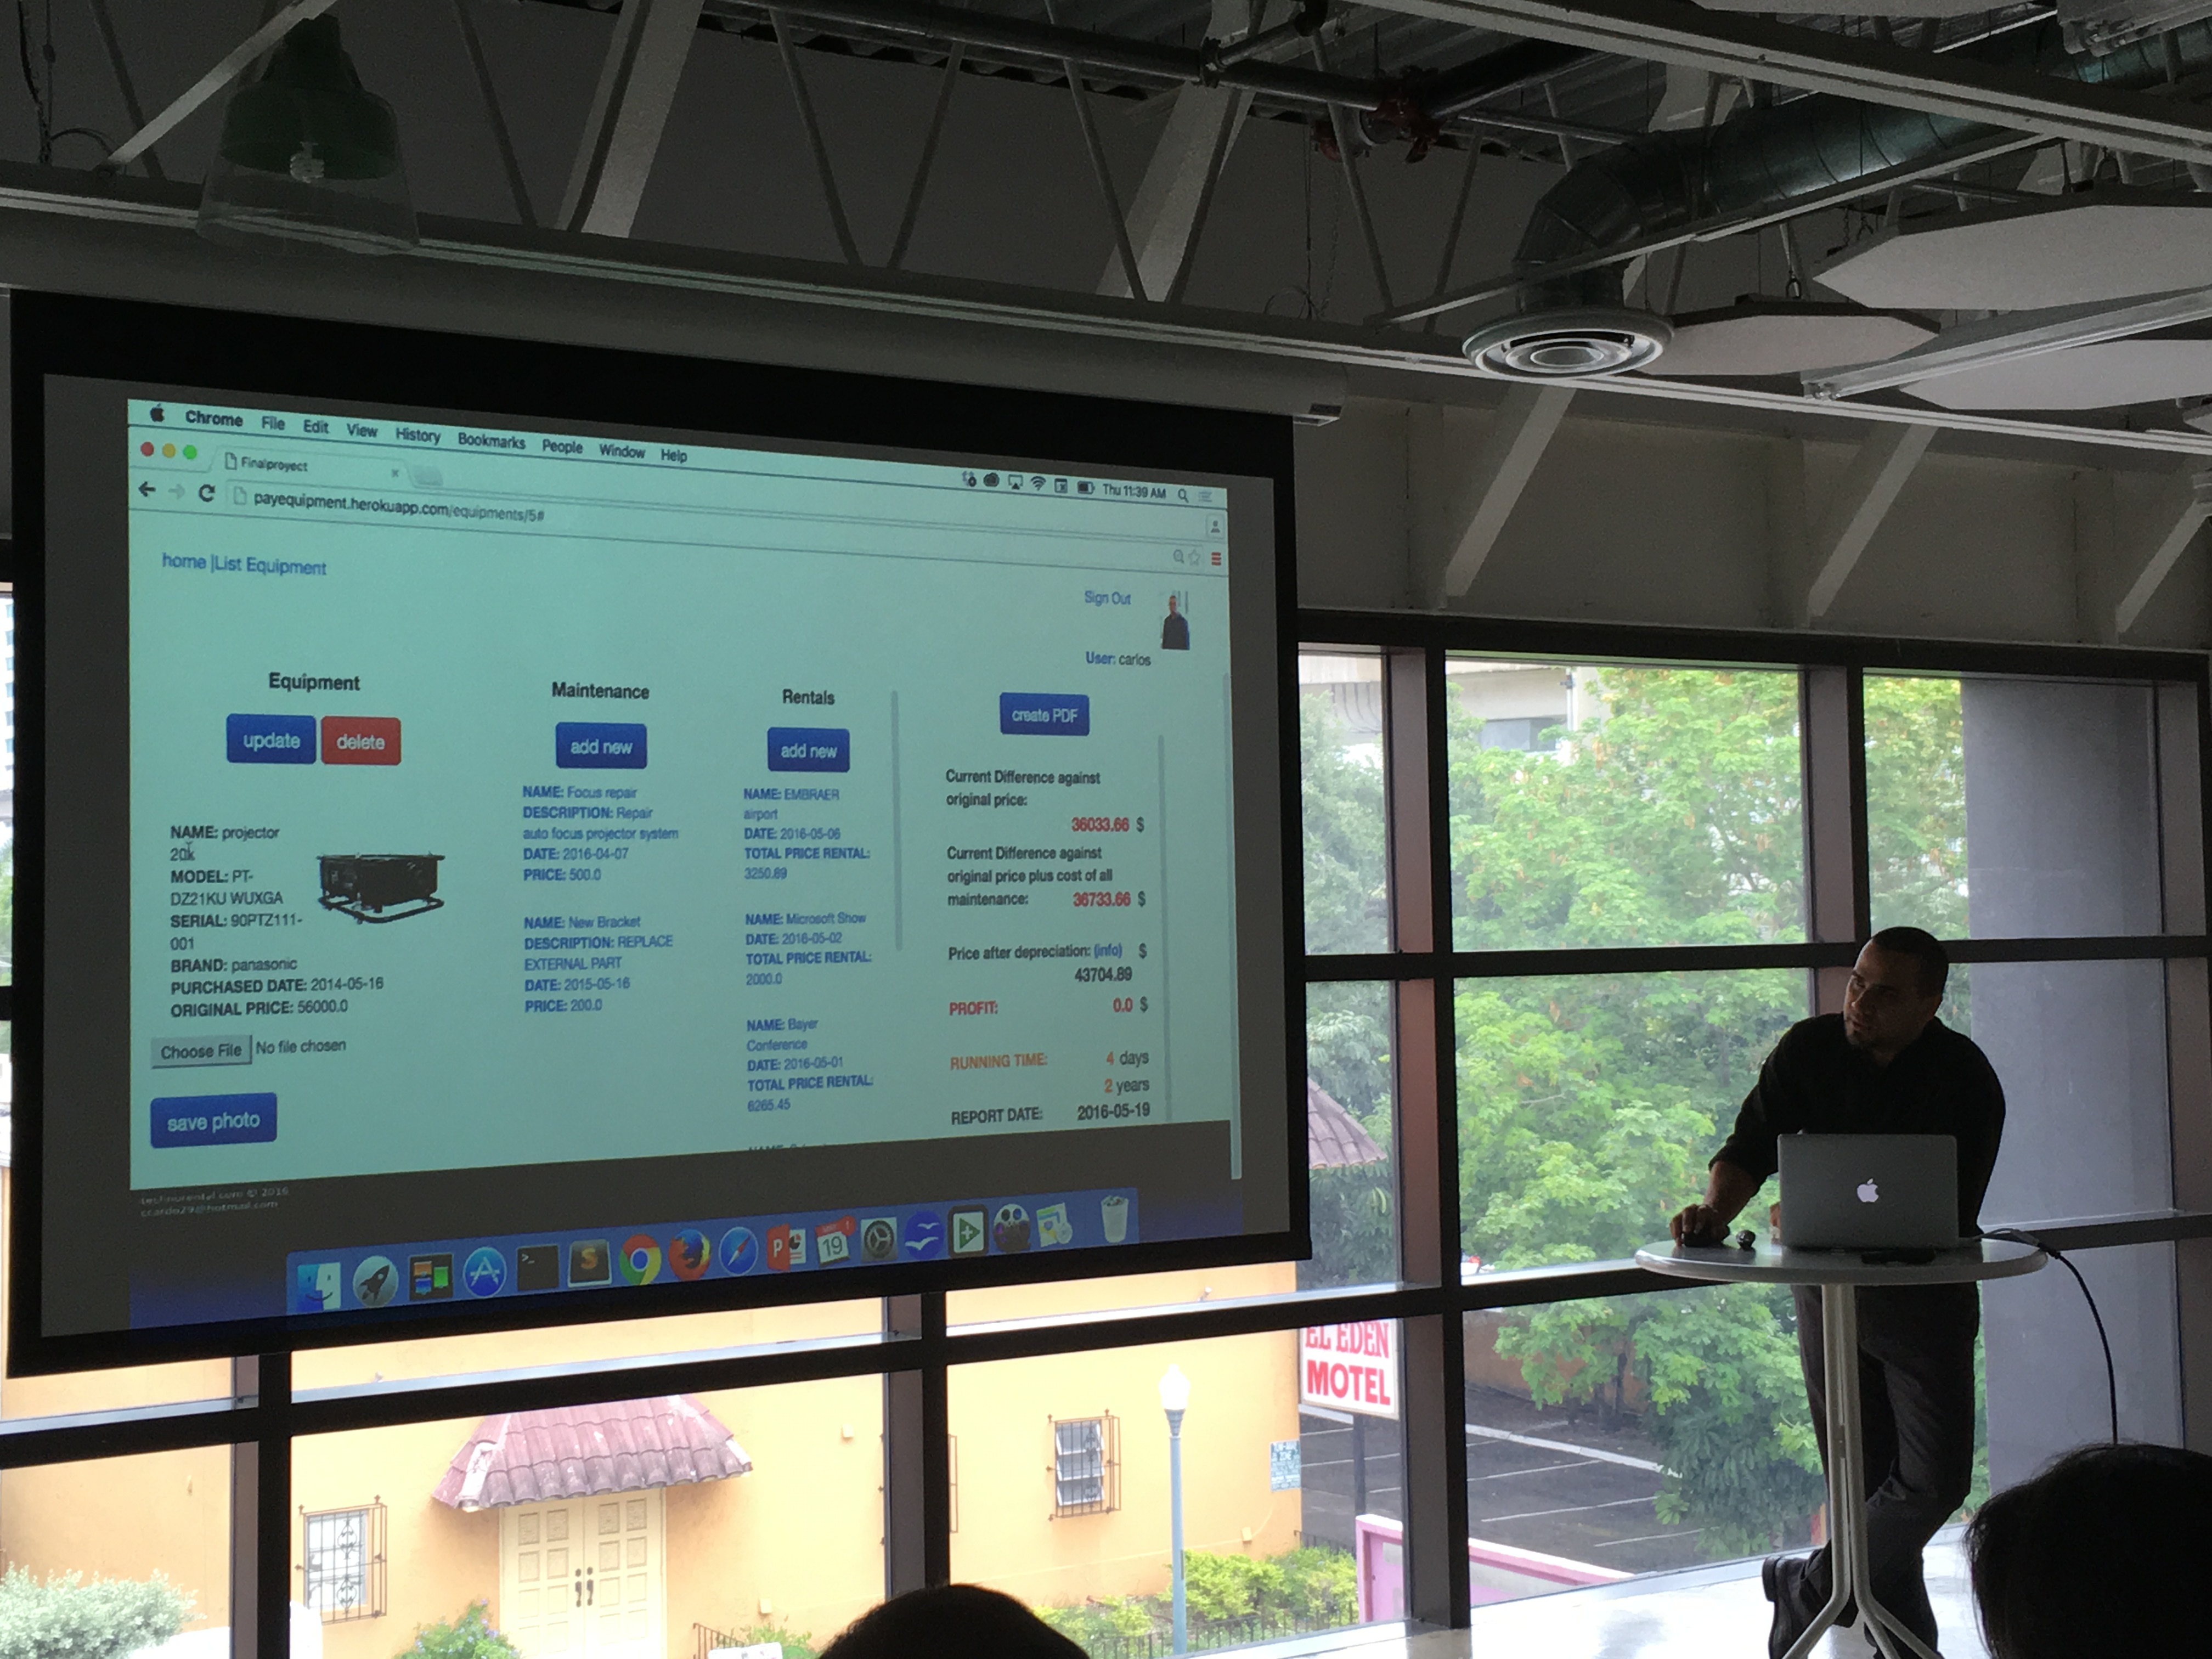 Chrome File Edit View History Bookmarks People Window Help
Thu 11:39 AM
Finalproyect
payequipment.herokuapp.com/equipments/5#
home |List Equipment
Sign Out
User: carlos
Equipment
update delete
NAME: projector
20k
MODEL: PT-
DZ21KU WUXGA
SERIAL: 90PTZ111-
001
BRAND: panasonic
PURCHASED DATE: 2014-05-16
ORIGINAL PRICE: 56000.0
Choose File No file chosen
save photo
Maintenance
add new
NAME: Focus repair
DESCRIPTION: Repair
auto focus projector system
DATE: 2016-04-07
PRICE: 500.0
NAME: New Bracket
DESCRIPTION: REPLACE
EXTERNAL PART
DATE: 2015-05-16
PRICE: 200.0
Rentals
add new
NAME: EMBRAER
airport
DATE: 2016-05-06
TOTAL PRICE RENTAL:
3250.89
NAME: Microsoft Show
DATE: 2016-05-02
TOTAL PRICE RENTAL:
2000.0
NAME: Bayer
Conference
DATE: 2016-05-01
TOTAL PRICE RENTAL:
6265.45
create PDF
Current Difference against
original price:
36033.66 $
Current Difference against
original price plus cost of all
maintenance: 36733.66 $
Price after depreciation: (info) $
43704.89
PROFIT: 0.0 $
RUNNING TIME: 4 days
2 years
REPORT DATE: 2016-05-19
technorental.com © 2016
ccardo29@hotmail.com
19
EL EDEN
MOTEL